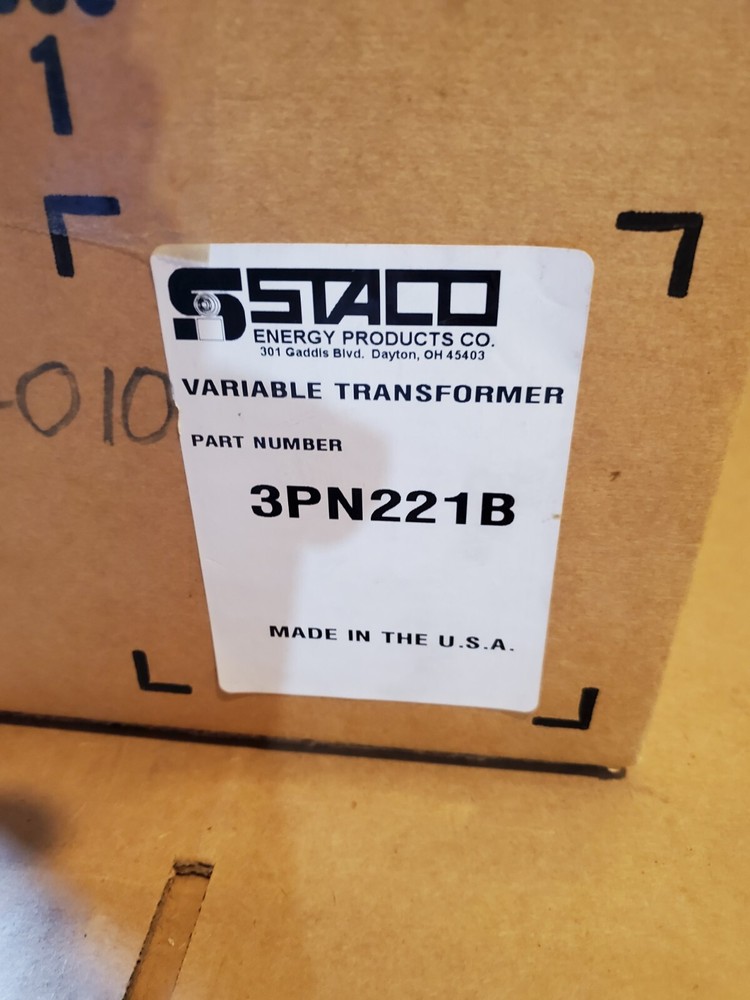 1
STACO
ENERGY PRODUCTS CO.
301 Gaddis Blvd. Dayton, OH 45403
-010
VARIABLE TRANSFORMER
PART NUMBER
3PN221B
MADE IN THE U.S.A.